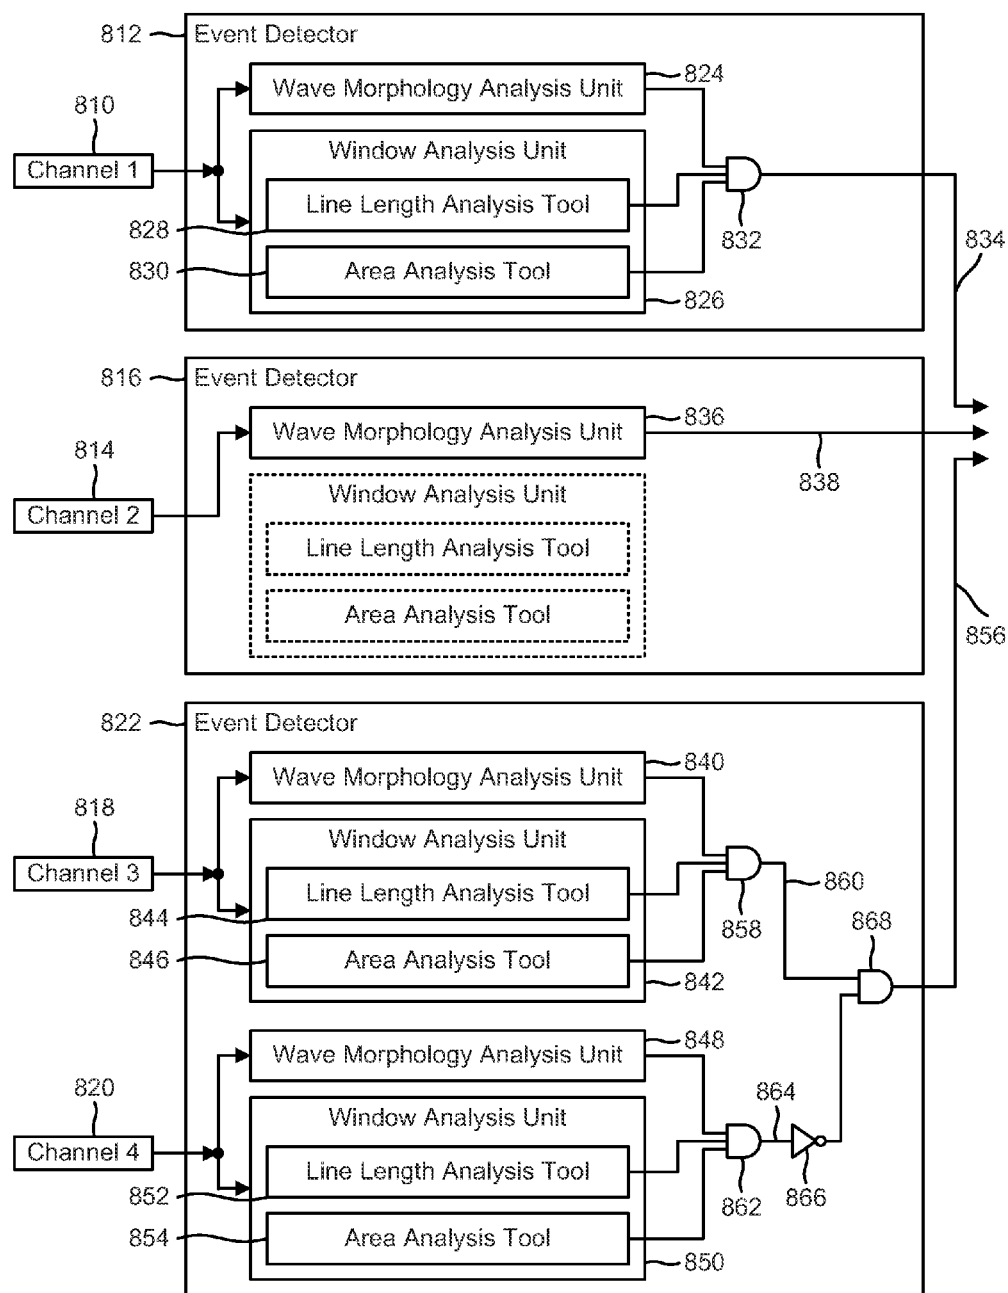 812
Event Detector
Wave Morphology Analysis Unit
824
810
Channel 1
Window Analysis Unit
Line Length Analysis Tool
828
832
834
830
Area Analysis Tool
826
816
Event Detector
Wave Morphology Analysis Unit
836
814
838
Channel 2
Window Analysis Unit
Line Length Analysis Tool
Area Analysis Tool
856
822
Event Detector
Wave Morphology Analysis Unit
840
818
Channel 3
Window Analysis Unit
Line Length Analysis Tool
860
844
858
868
846
Area Analysis Tool
842
Wave Morphology Analysis Unit
848
820
864
Channel 4
Window Analysis Unit
Line Length Analysis Tool
852
862
866
854
Area Analysis Tool
850